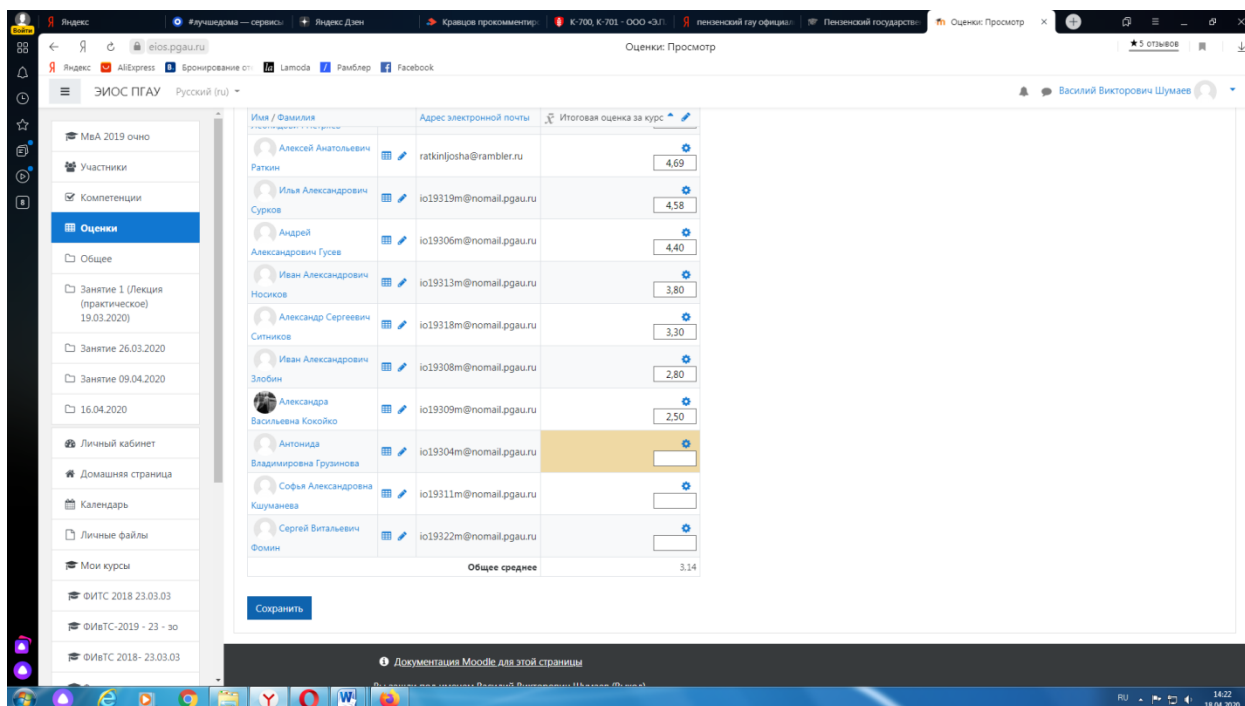 Войти
Яндекс
#лучшедома — сервисы
Яндекс Дзен
Кравцов прокомментир
К-700, К-701 - ООО «ЭЛ
пензенский гау официал
Пензенский государстве
Оценки: Просмотр
eios.pgau.ru
Оценки: Просмотр
★5 отзывов
Яндекс AliExpress Бронирование от Lamoda Рамблер Facebook
ЭИОС ПГАУ Русский (ru)
Василий Викторович Шумаев
МвА 2019 очно
Участники
Компетенции
Оценки
Общее
Занятие 1 (Лекция
(практическое)
19.03.2020)
Занятие 26.03.2020
Занятие 09.04.2020
16.04.2020
Личный кабинет
Домашняя страница
Календарь
Личные файлы
Мои курсы
ФИТС 2018 23.03.03
ФИвТС-2019 - 23 - зо
ФИвТС 2018- 23.03.03
Имя / Фамилия Адрес электронной почты Итоговая оценка за курс
Алексей Анатольевич
Раткин
ratkinljosha@rambler.ru 4,69
Илья Александрович
Сурков
io19319m@nomail.pgau.ru 4,58
Андрей
Александрович Гусев
io19306m@nomail.pgau.ru 4,40
Иван Александрович
Носиков
io19313m@nomail.pgau.ru 3,80
Александр Сергеевич
Ситников
io19318m@nomail.pgau.ru 3,30
Иван Александрович
Злобин
io19308m@nomail.pgau.ru 2,80
Александра
Васильевна Кокойко
io19309m@nomail.pgau.ru 2,50
Антонида
Владимировна Грузинова
io19304m@nomail.pgau.ru
Софья Александровна
Кшуманева
io19311m@nomail.pgau.ru
Сергей Витальевич
Фомин
io19322m@nomail.pgau.ru
Общее среднее 3,14
Сохранить
Документация Moodle для этой страницы
RU
14:22
18.04.2020